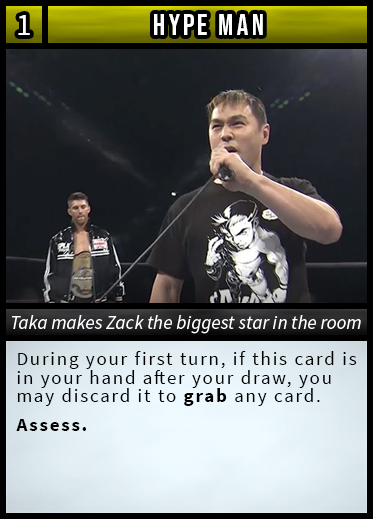 1
HYPE MAN
Taka makes Zack the biggest star in the room
During your first turn, if this card is
in your hand after your draw, you
may discard it to grab any card.
Assess.